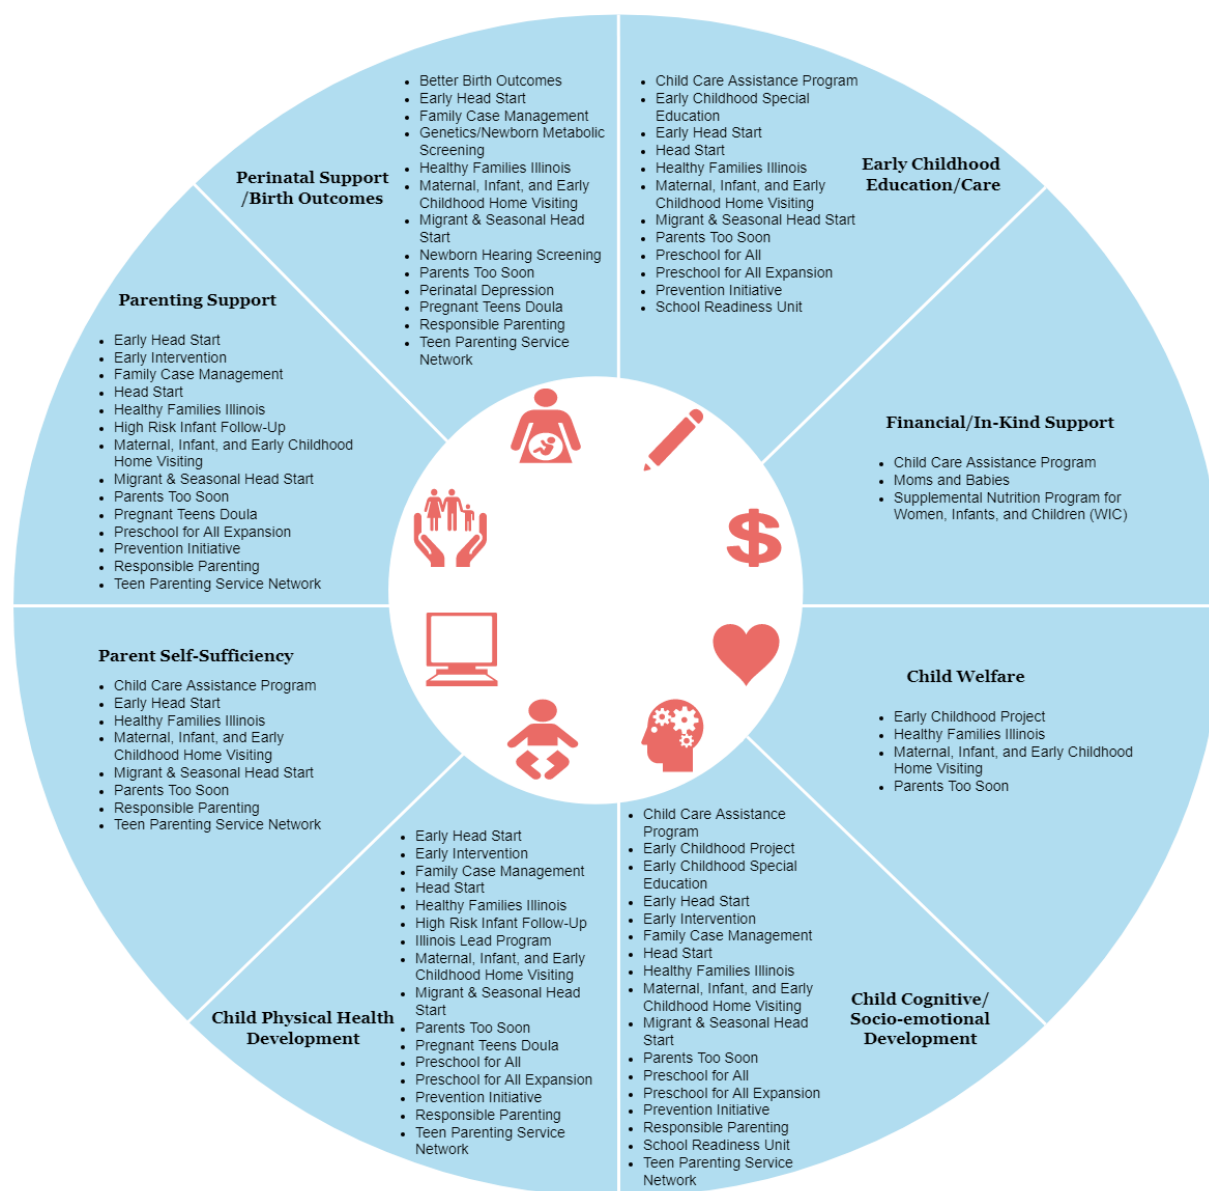 Perinatal Support
/Birth Outcomes
• Better Birth Outcomes
• Early Head Start
• Family Case Management
• Genetics/Newborn Metabolic
Screening
• Healthy Families Illinois
• Maternal, Infant, and Early
Childhood Home Visiting
• Migrant & Seasonal Head
Start
• Newborn Hearing Screening
• Parents Too Soon
• Perinatal Depression
• Pregnant Teens Doula
• Responsible Parenting
• Teen Parenting Service
Network
Early Childhood
Education/Care
• Child Care Assistance Program
• Early Childhood Special
Education
• Early Head Start
• Head Start
• Healthy Families Illinois
• Maternal, Infant, and Early
Childhood Home Visiting
• Migrant & Seasonal Head Start
• Parents Too Soon
• Preschool for All
• Preschool for All Expansion
• Prevention Initiative
• School Readiness Unit
Financial/In-Kind Support
• Child Care Assistance Program
• Moms and Babies
• Supplemental Nutrition Program for
Women, Infants, and Children (WIC)
Child Welfare
• Early Childhood Project
• Healthy Families Illinois
• Maternal, Infant, and Early Childhood
Home Visiting
• Parents Too Soon
Child Cognitive/
Socio-emotional
Development
• Child Care Assistance
Program
• Early Childhood Project
• Early Childhood Special
Education
• Early Head Start
• Early Intervention
• Family Case Management
• Head Start
• Healthy Families Illinois
• Maternal, Infant, and Early
Childhood Home Visiting
• Migrant & Seasonal Head
Start
• Parents Too Soon
• Preschool for All
• Preschool for All Expansion
• Prevention Initiative
• Responsible Parenting
• School Readiness Unit
• Teen Parenting Service
Network
Child Physical Health
Development
• Early Head Start
• Early Intervention
• Family Case Management
• Head Start
• Healthy Families Illinois
• High Risk Infant Follow-Up
• Illinois Lead Program
• Maternal, Infant, and Early
Childhood Home Visiting
• Migrant & Seasonal Head
Start
• Parents Too Soon
• Pregnant Teens Doula
• Preschool for All
• Preschool for All Expansion
• Prevention Initiative
• Responsible Parenting
• Teen Parenting Service
Network
Parent Self-Sufficiency
• Child Care Assistance Program
• Early Head Start
• Healthy Families Illinois
• Maternal, Infant, and Early
Childhood Home Visiting
• Migrant & Seasonal Head Start
• Parents Too Soon
• Responsible Parenting
• Teen Parenting Service Network
Parenting Support
• Early Head Start
• Early Intervention
• Family Case Management
• Head Start
• Healthy Families Illinois
• High Risk Infant Follow-Up
• Maternal, Infant, and Early Childhood
Home Visiting
• Migrant & Seasonal Head Start
• Parents Too Soon
• Pregnant Teens Doula
• Preschool for All Expansion
• Prevention Initiative
• Responsible Parenting
• Teen Parenting Service Network
$